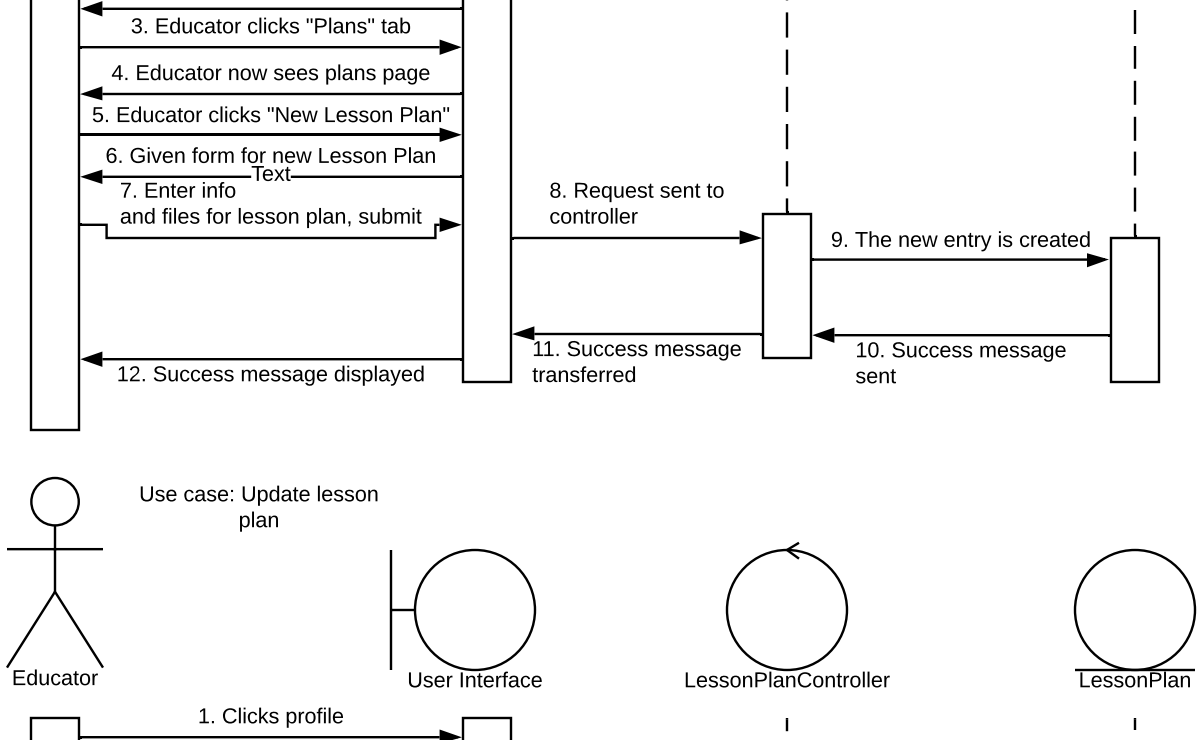 3. Educator clicks "Plans" tab
4. Educator now sees plans page
5. Educator clicks "New Lesson Plan"
6. Given form for new Lesson Plan
Text
7. Enter info
and files for lesson plan, submit
8. Request sent to
controller
9. The new entry is created
10. Success message
sent
11. Success message
transferred
12. Success message displayed
Use case: Update lesson
plan
Educator
User Interface
LessonPlanController
LessonPlan
1. Clicks profile